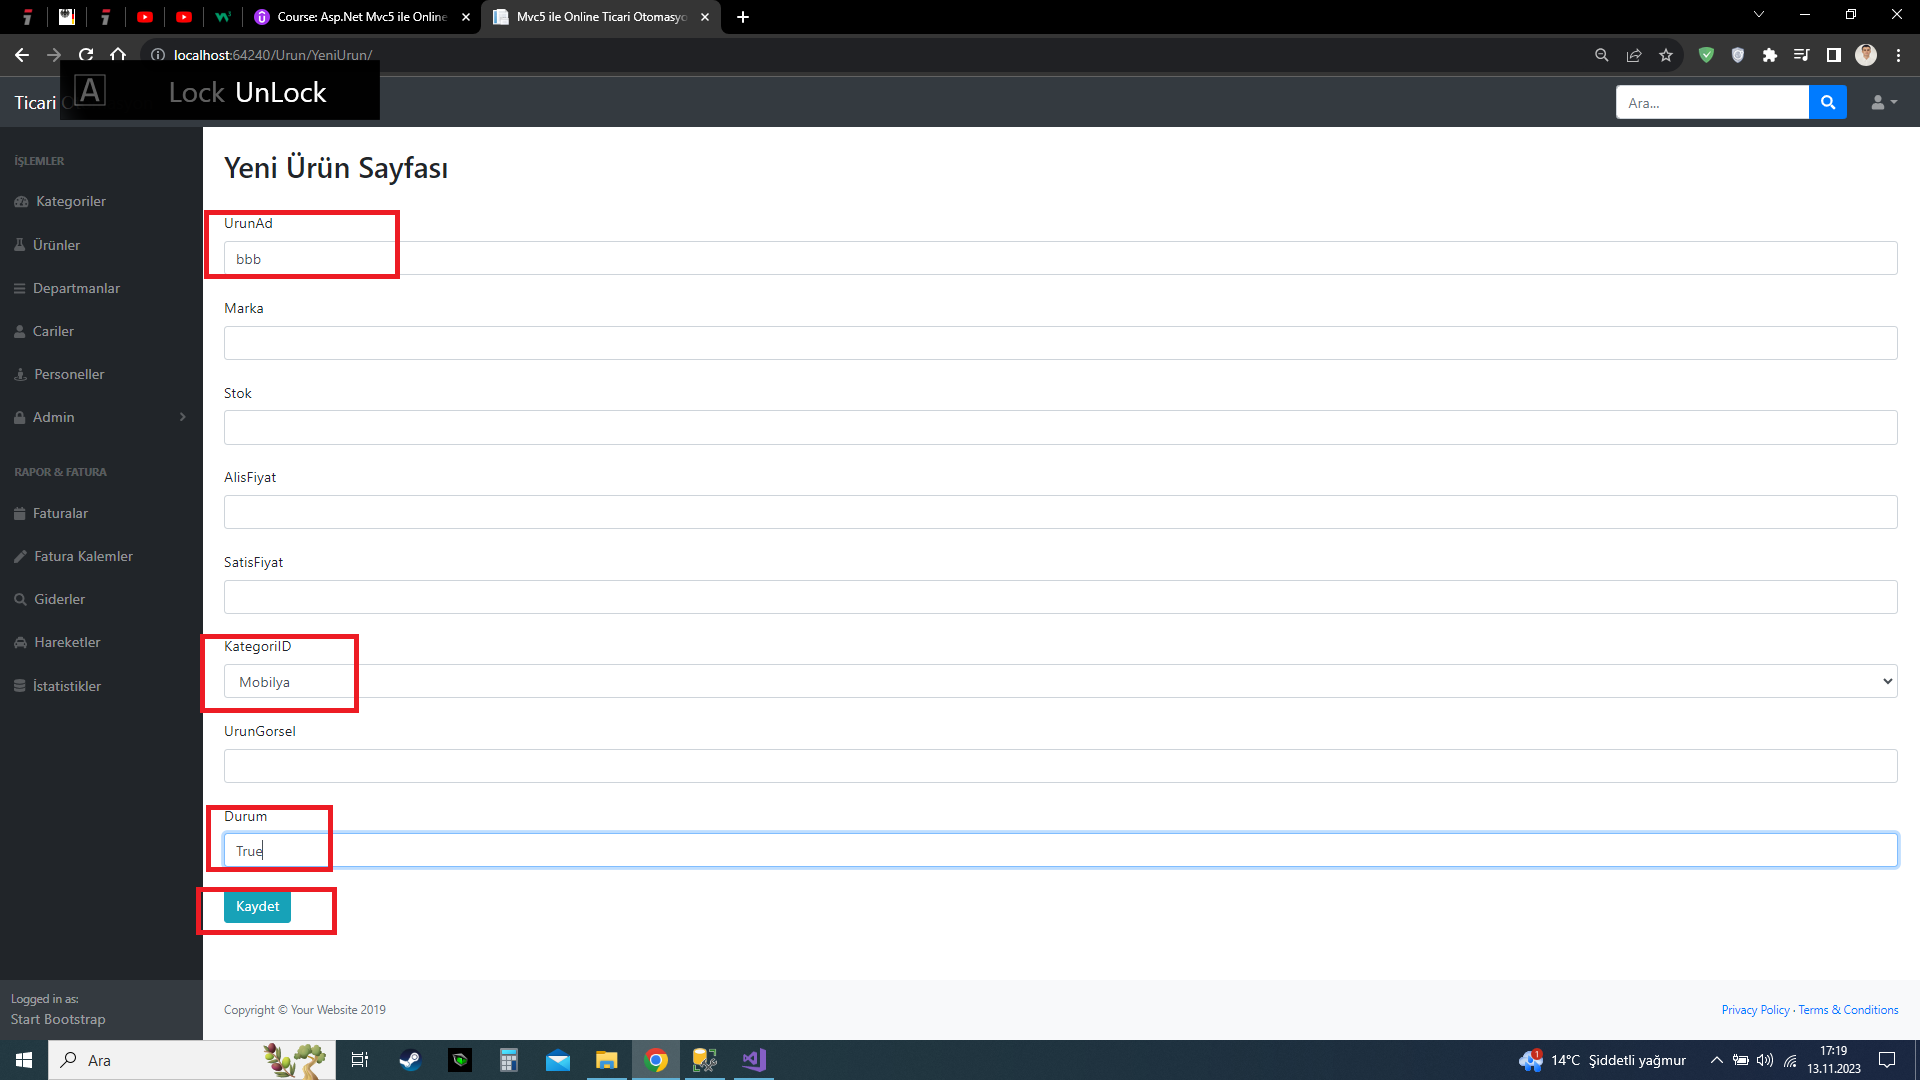 Course: Asp.Net Mvc5 ile Online
Mvc5 ile Online Ticari Otomasyo
localhost:64240/Urun/YeniUrun/
A Lock UnLock
Ticari
Ara...
İŞLEMLER
Kategoriler
Ürünler
Departmanlar
Cariler
Personeller
Admin
RAPOR & FATURA
Faturalar
Fatura Kalemler
Giderler
Hareketler
İstatistikler
Logged in as:
Start Bootstrap
Yeni Ürün Sayfası
UrunAd
bbb
Marka
Stok
AlisFiyat
SatisFiyat
KategoriID
Mobilya
UrunGorsel
Durum
True
Kaydet
Copyright © Your Website 2019
Privacy Policy · Terms & Conditions
Ara
1
14°C Şiddetli yağmur
17:19
13.11.2023